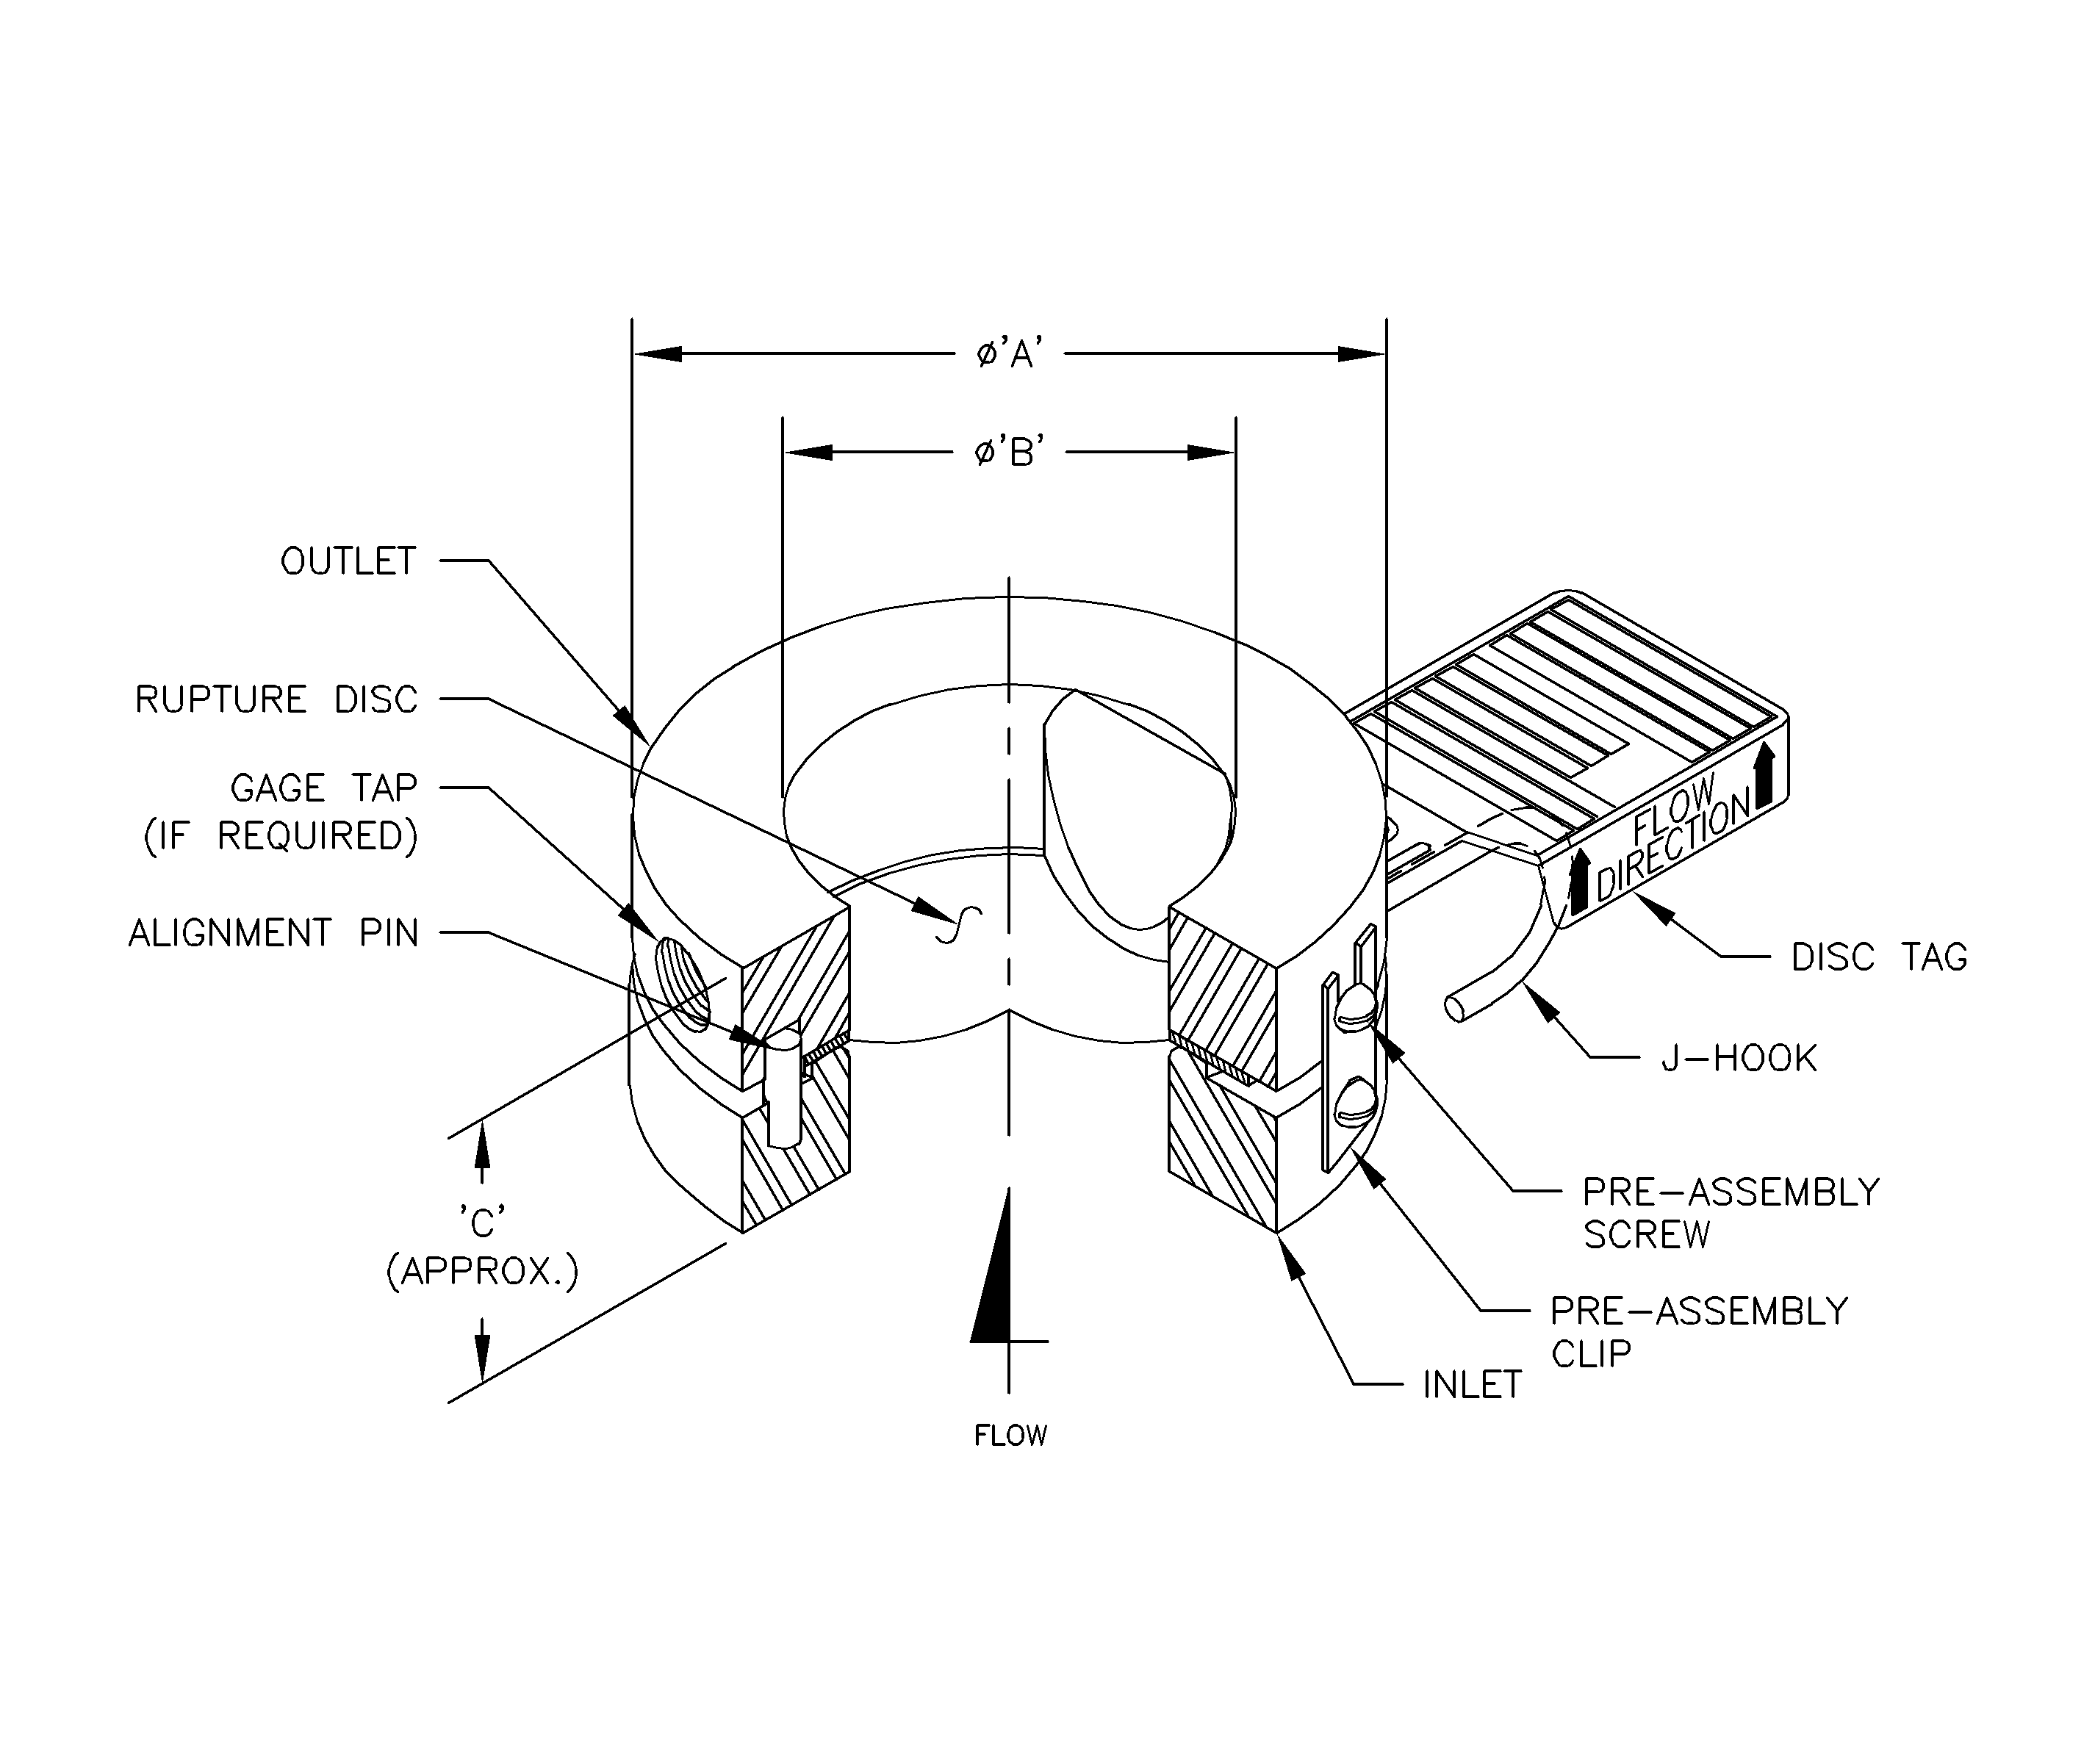 ø'A'
ø'B'
OUTLET
RUPTURE DISC
GAGE TAP
(IF REQUIRED)
ALIGNMENT PIN
FLOW
DIRECTION
DISC TAG
J-HOOK
PRE-ASSEMBLY
SCREW
'C'
(APPROX.)
PRE-ASSEMBLY
CLIP
INLET
FLOW